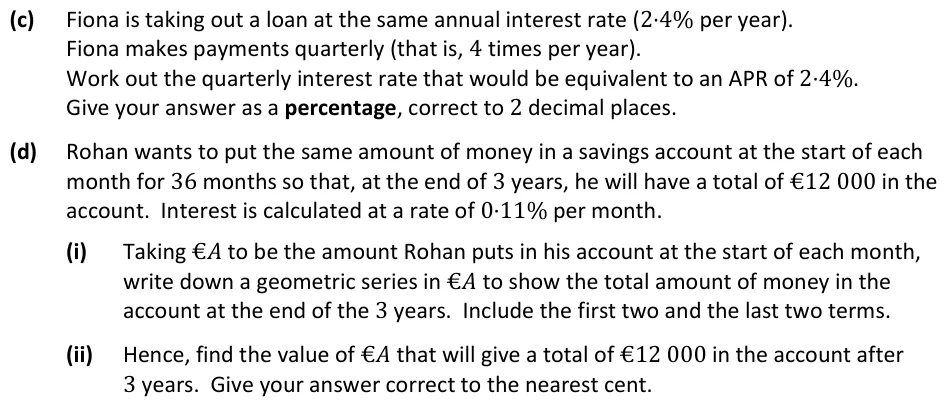 (c) Fiona is taking out a loan at the same annual interest rate (2·4% per year).
Fiona makes payments quarterly (that is, 4 times per year).
Work out the quarterly interest rate that would be equivalent to an APR of 2·4%.
Give your answer as a percentage, correct to 2 decimal places.
(d) Rohan wants to put the same amount of money in a savings account at the start of each
month for 36 months so that, at the end of 3 years, he will have a total of €12 000 in the
account. Interest is calculated at a rate of 0·11% per month.
(i) Taking €A to be the amount Rohan puts in his account at the start of each month,
write down a geometric series in €A to show the total amount of money in the
account at the end of the 3 years. Include the first two and the last two terms.
(ii) Hence, find the value of €A that will give a total of €12 000 in the account after
3 years. Give your answer correct to the nearest cent.